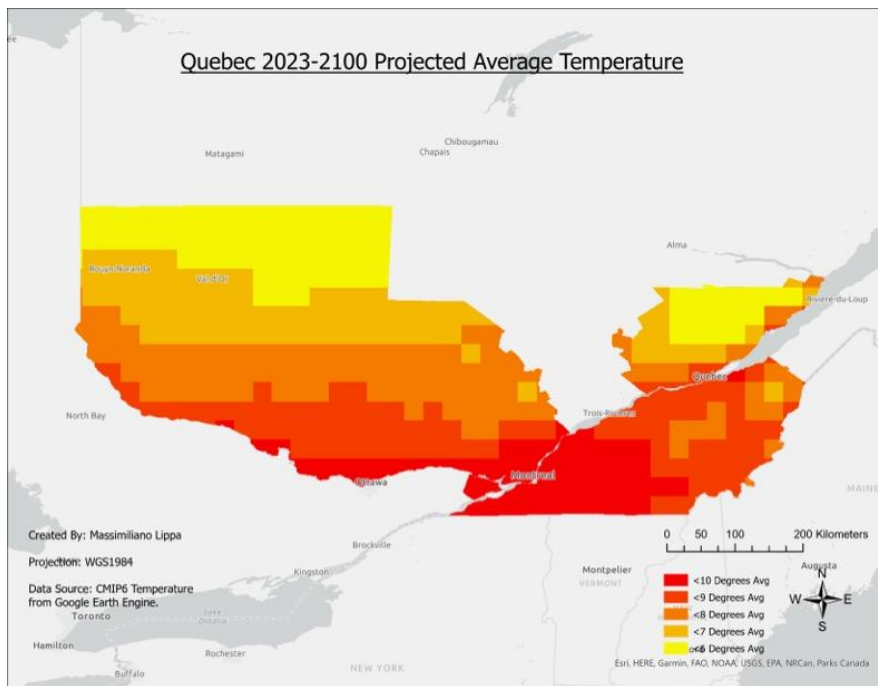 Quebec 2023-2100 Projected Average Temperature
Chibougamau
Chapais
Matagami
Alma
Rouyn-Noranda
Val-d'Or
Rivière-du-Loup
Quebec
North Bay
Trois-Rivières
Ottawa
Montreal
MAINE
Created By: Massimiliano Lippa
Brockville
0 50 100 200 Kilometers
Projection: WGS1984
Kingston
Montpelier
VERMONT
Augusta
Data Source: CMIP6 Temperature
from Google Earth Engine.
N
W E
S
<10 Degrees Avg
<9 Degrees Avg
<8 Degrees Avg
<7 Degrees Avg
<6 Degrees Avg
Toronto
Lake
Ontario
Hamilton
Rochester
Buffalo
NEW YORK
Esri, HERE, Garmin, FAO, NOAA, USGS, EPA, NRCan, Parks Canada